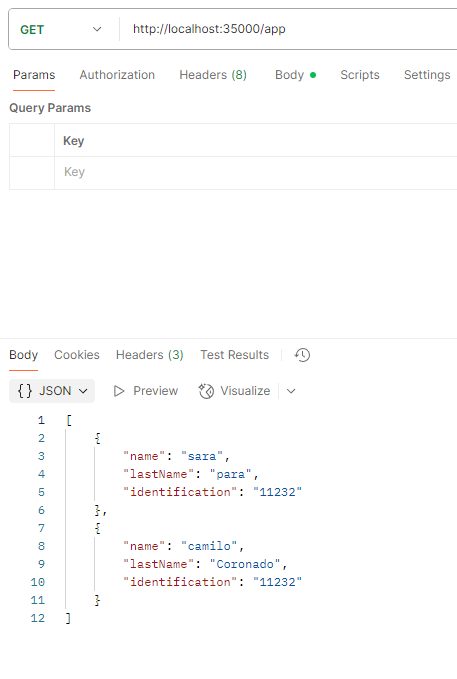 GET http://localhost:35000/app
Params Authorization Headers (8) Body Scripts Settings
Query Params
Key
Key
Body Cookies Headers (3) Test Results
{} JSON Preview Visualize
1 [
2 {
3 "name": "sara",
4 "lastName": "para",
5 "identification": "11232"
6 },
7 {
8 "name": "camilo",
9 "lastName": "Coronado",
10 "identification": "11232"
11 }
12 ]